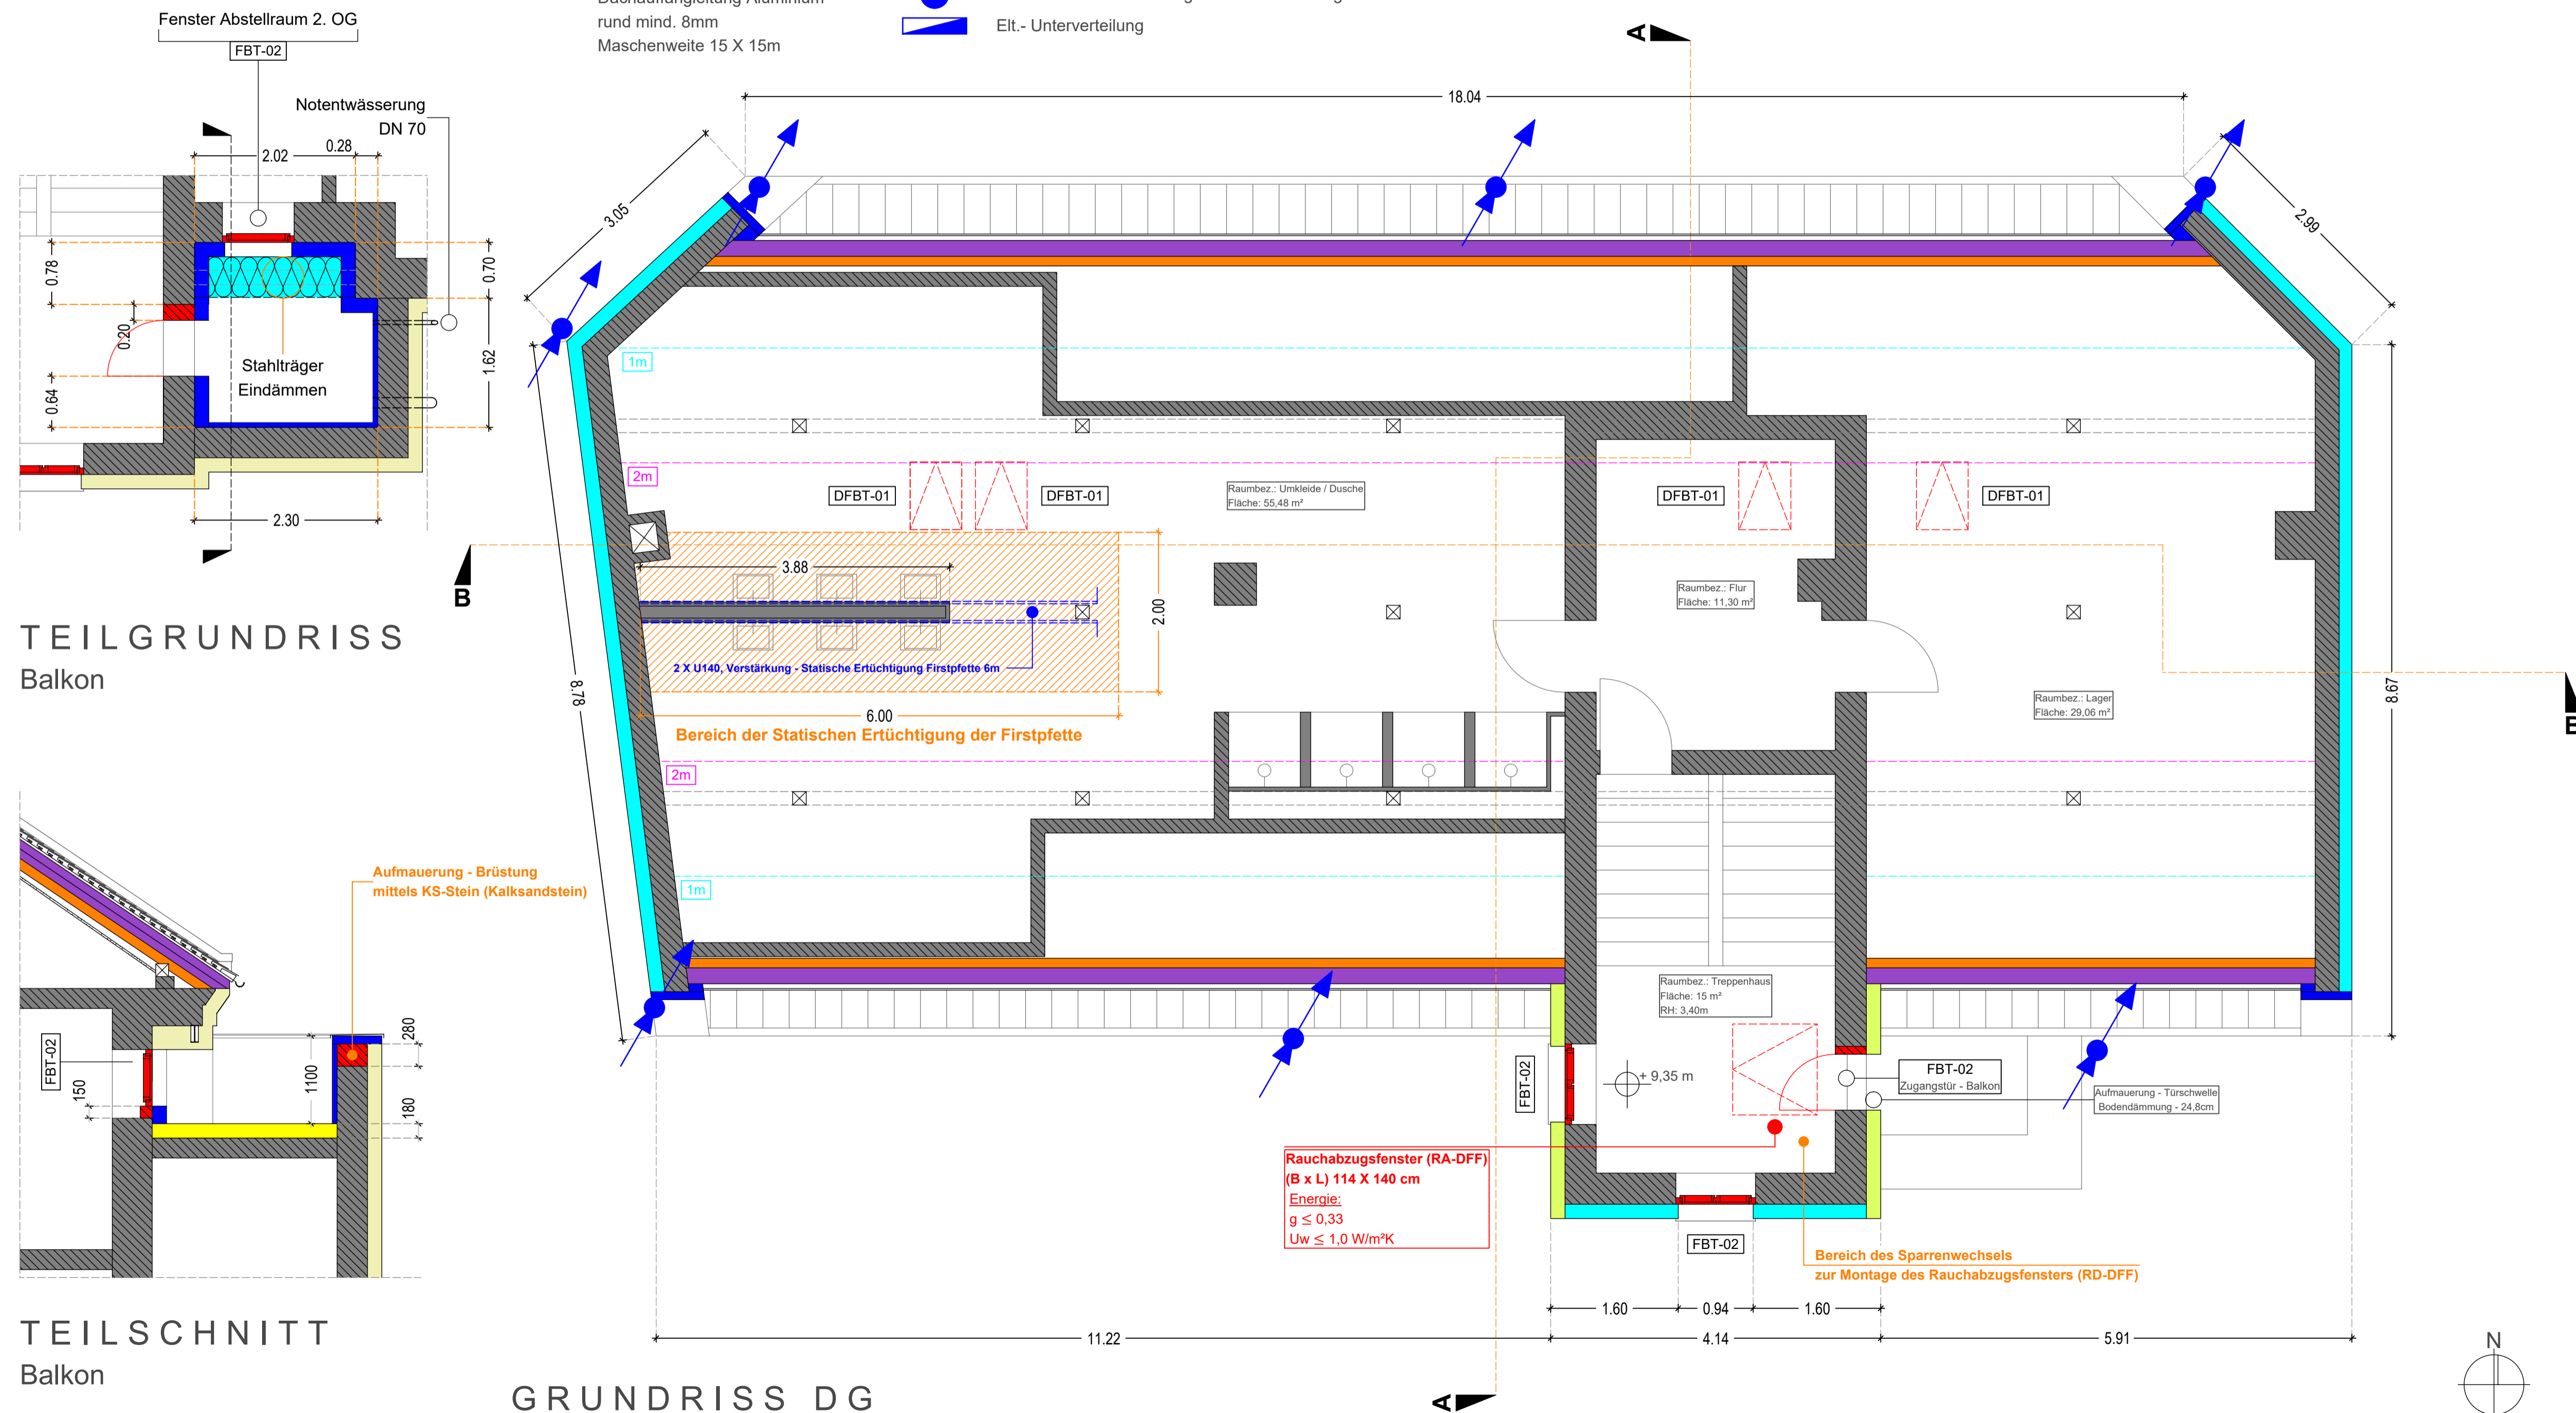 Fenster Abstellraum 2. OG
FBT-02
Notentwässerung
DN 70
2.02
0.28
0.78
0.20
0.64
0.70
1.62
2.30
Stahlträger
Eindämmen
TEILGRUNDRISS
Balkon
rund mind. 8mm
Maschenweite 15 X 15m
Elt.- Unterverteilung
A
18.04
3.05
2.99
8.78
8.67
1m
2m
DFBT-01
DFBT-01
Raumbez.: Umkleide / Dusche
Fläche: 55,48 m²
DFBT-01
DFBT-01
B
3.88
2.00
Raumbez.: Flur
Fläche: 11,30 m²
2 X U140, Verstärkung - Statische Ertüchtigung Firstpfette 6m
6.00
Bereich der Statischen Ertüchtigung der Firstpfette
Raumbez.: Lager
Fläche: 29,06 m²
2m
1m
Aufmauerung - Brüstung
mittels KS-Stein (Kalksandstein)
FBT-02
150
1100
280
180
TEILSCHNITT
Balkon
Raumbez.: Treppenhaus
Fläche: 15 m²
RH: 3,40m
FBT-02
+ 9,35 m
FBT-02
Zugangstür - Balkon
Aufmauerung - Türschwelle
Bodendämmung - 24,8cm
Rauchabzugsfenster (RA-DFF)
(B x L) 114 X 140 cm
Energie:
g ≤ 0,33
Uw ≤ 1,0 W/m²K
FBT-02
Bereich des Sparrenwechsels
zur Montage des Rauchabzugsfensters (RD-DFF)
1.60
0.94
1.60
11.22
4.14
5.91
A
N
GRUNDRISS DG